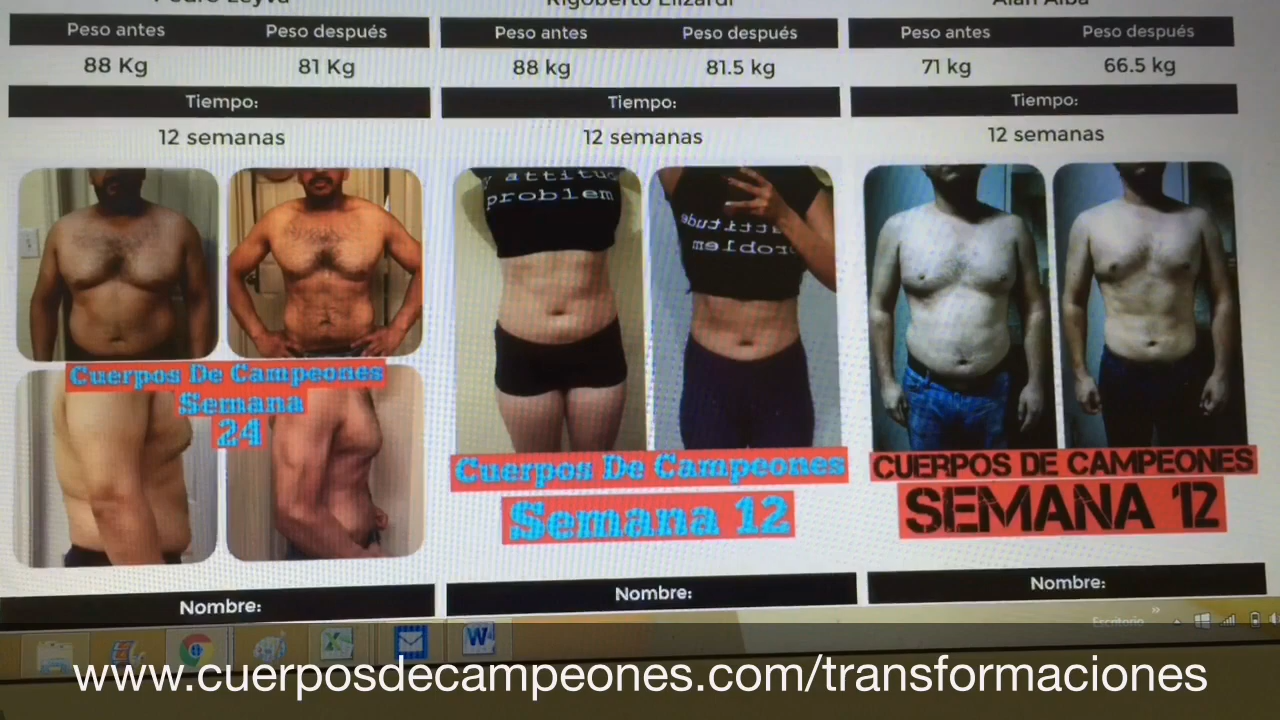 Peso antes Peso después Peso antes Peso después Peso antes Peso después
88 Kg 81 Kg 88 kg 81.5 kg 71 kg 66.5 kg
Tiempo: Tiempo: Tiempo:
12 semanas 12 semanas 12 semanas
y attitud
problem
attitude
problem
Cuerpos De Campeones
Semana
24
Cuerpos De Campeones
Semana 12
CUERPOS DE CAMPEONES
SEMANA 12
Nombre: Nombre: Nombre:
Escritorio
www.cuerposdecampeones.com/transformaciones